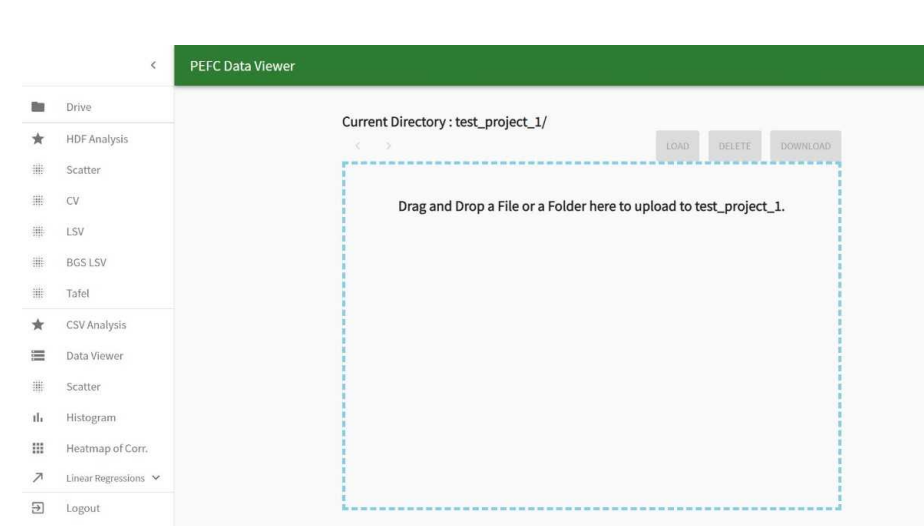 PEFC Data Viewer
Drive
HDF Analysis
Scatter
CV
LSV
BGS LSV
Tafel
CSV Analysis
Data Viewer
Scatter
Histogram
Heatmap of Corr.
Linear Regressions
Logout
Current Directory : test_project_1/
LOAD DELETE DOWNLOAD
Drag and Drop a File or a Folder here to upload to test_project_1.